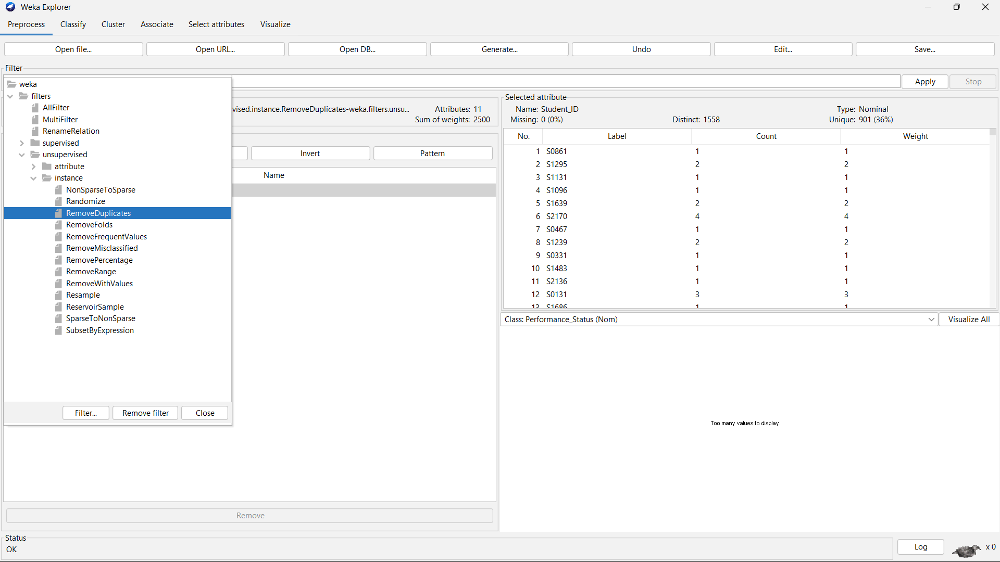 Weka Explorer
Preprocess Classify Cluster Associate Select attributes Visualize
Open file... Open URL... Open DB... Generate... Undo Edit... Save...
Filter
Apply Stop
weka
filters
AllFilter
MultiFilter
RenameRelation
supervised
unsupervised
attribute
instance
NonSparseToSparse
Randomize
RemoveDuplicates
RemoveFolds
RemoveFrequentValues
RemoveMisclassified
RemovePercentage
RemoveRange
RemoveWithValues
Resample
ReservoirSample
SparseToNonSparse
SubsetByExpression
Filter... Remove filter Close
vised.instance.RemoveDuplicates-weka.filters.unsu... Attributes: 11
Sum of weights: 2500
Invert Pattern
Name
Remove
Selected attribute
Name: Student_ID Type: Nominal
Missing: 0 (0%) Distinct: 1558 Unique: 901 (36%)
No. Label Count Weight
1 S0861 1 1
2 S1295 2 2
3 S1131 1 1
4 S1096 1 1
5 S1639 2 2
6 S2170 4 4
7 S0467 1 1
8 S1239 2 2
9 S0331 1 1
10 S1483 1 1
11 S2136 1 1
12 S0131 3 3
13 S1686 1 1
Class: Performance_Status (Nom) Visualize All
Too many values to display.
Status
OK
Log x 0